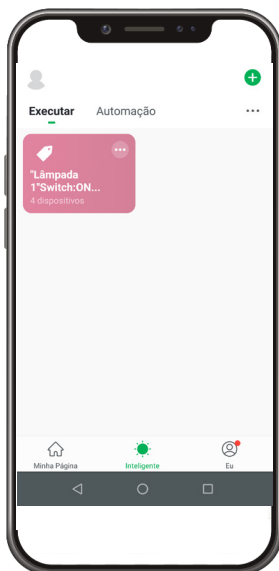 Executar Automação
"Lâmpada
1"Switch:ON...
4 dispositivos
Minha Página Inteligente Eu